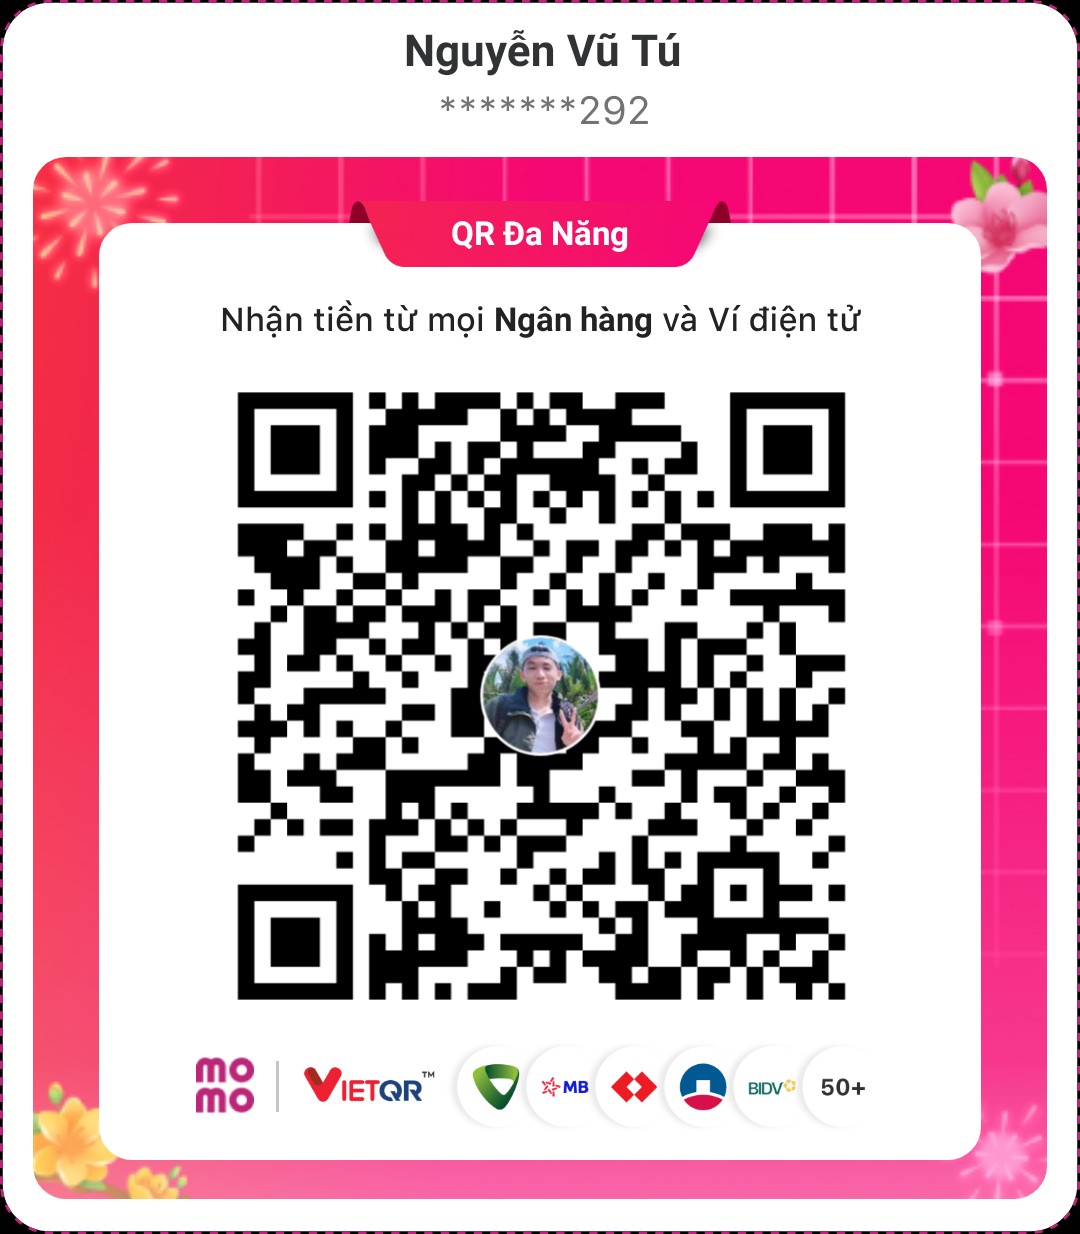 Nguyễn Vũ Tú
*******292
QR Đa Năng
Nhận tiền từ mọi Ngân hàng và Ví điện tử
mo
mo
VIETQR™
MB
BIDV
50+